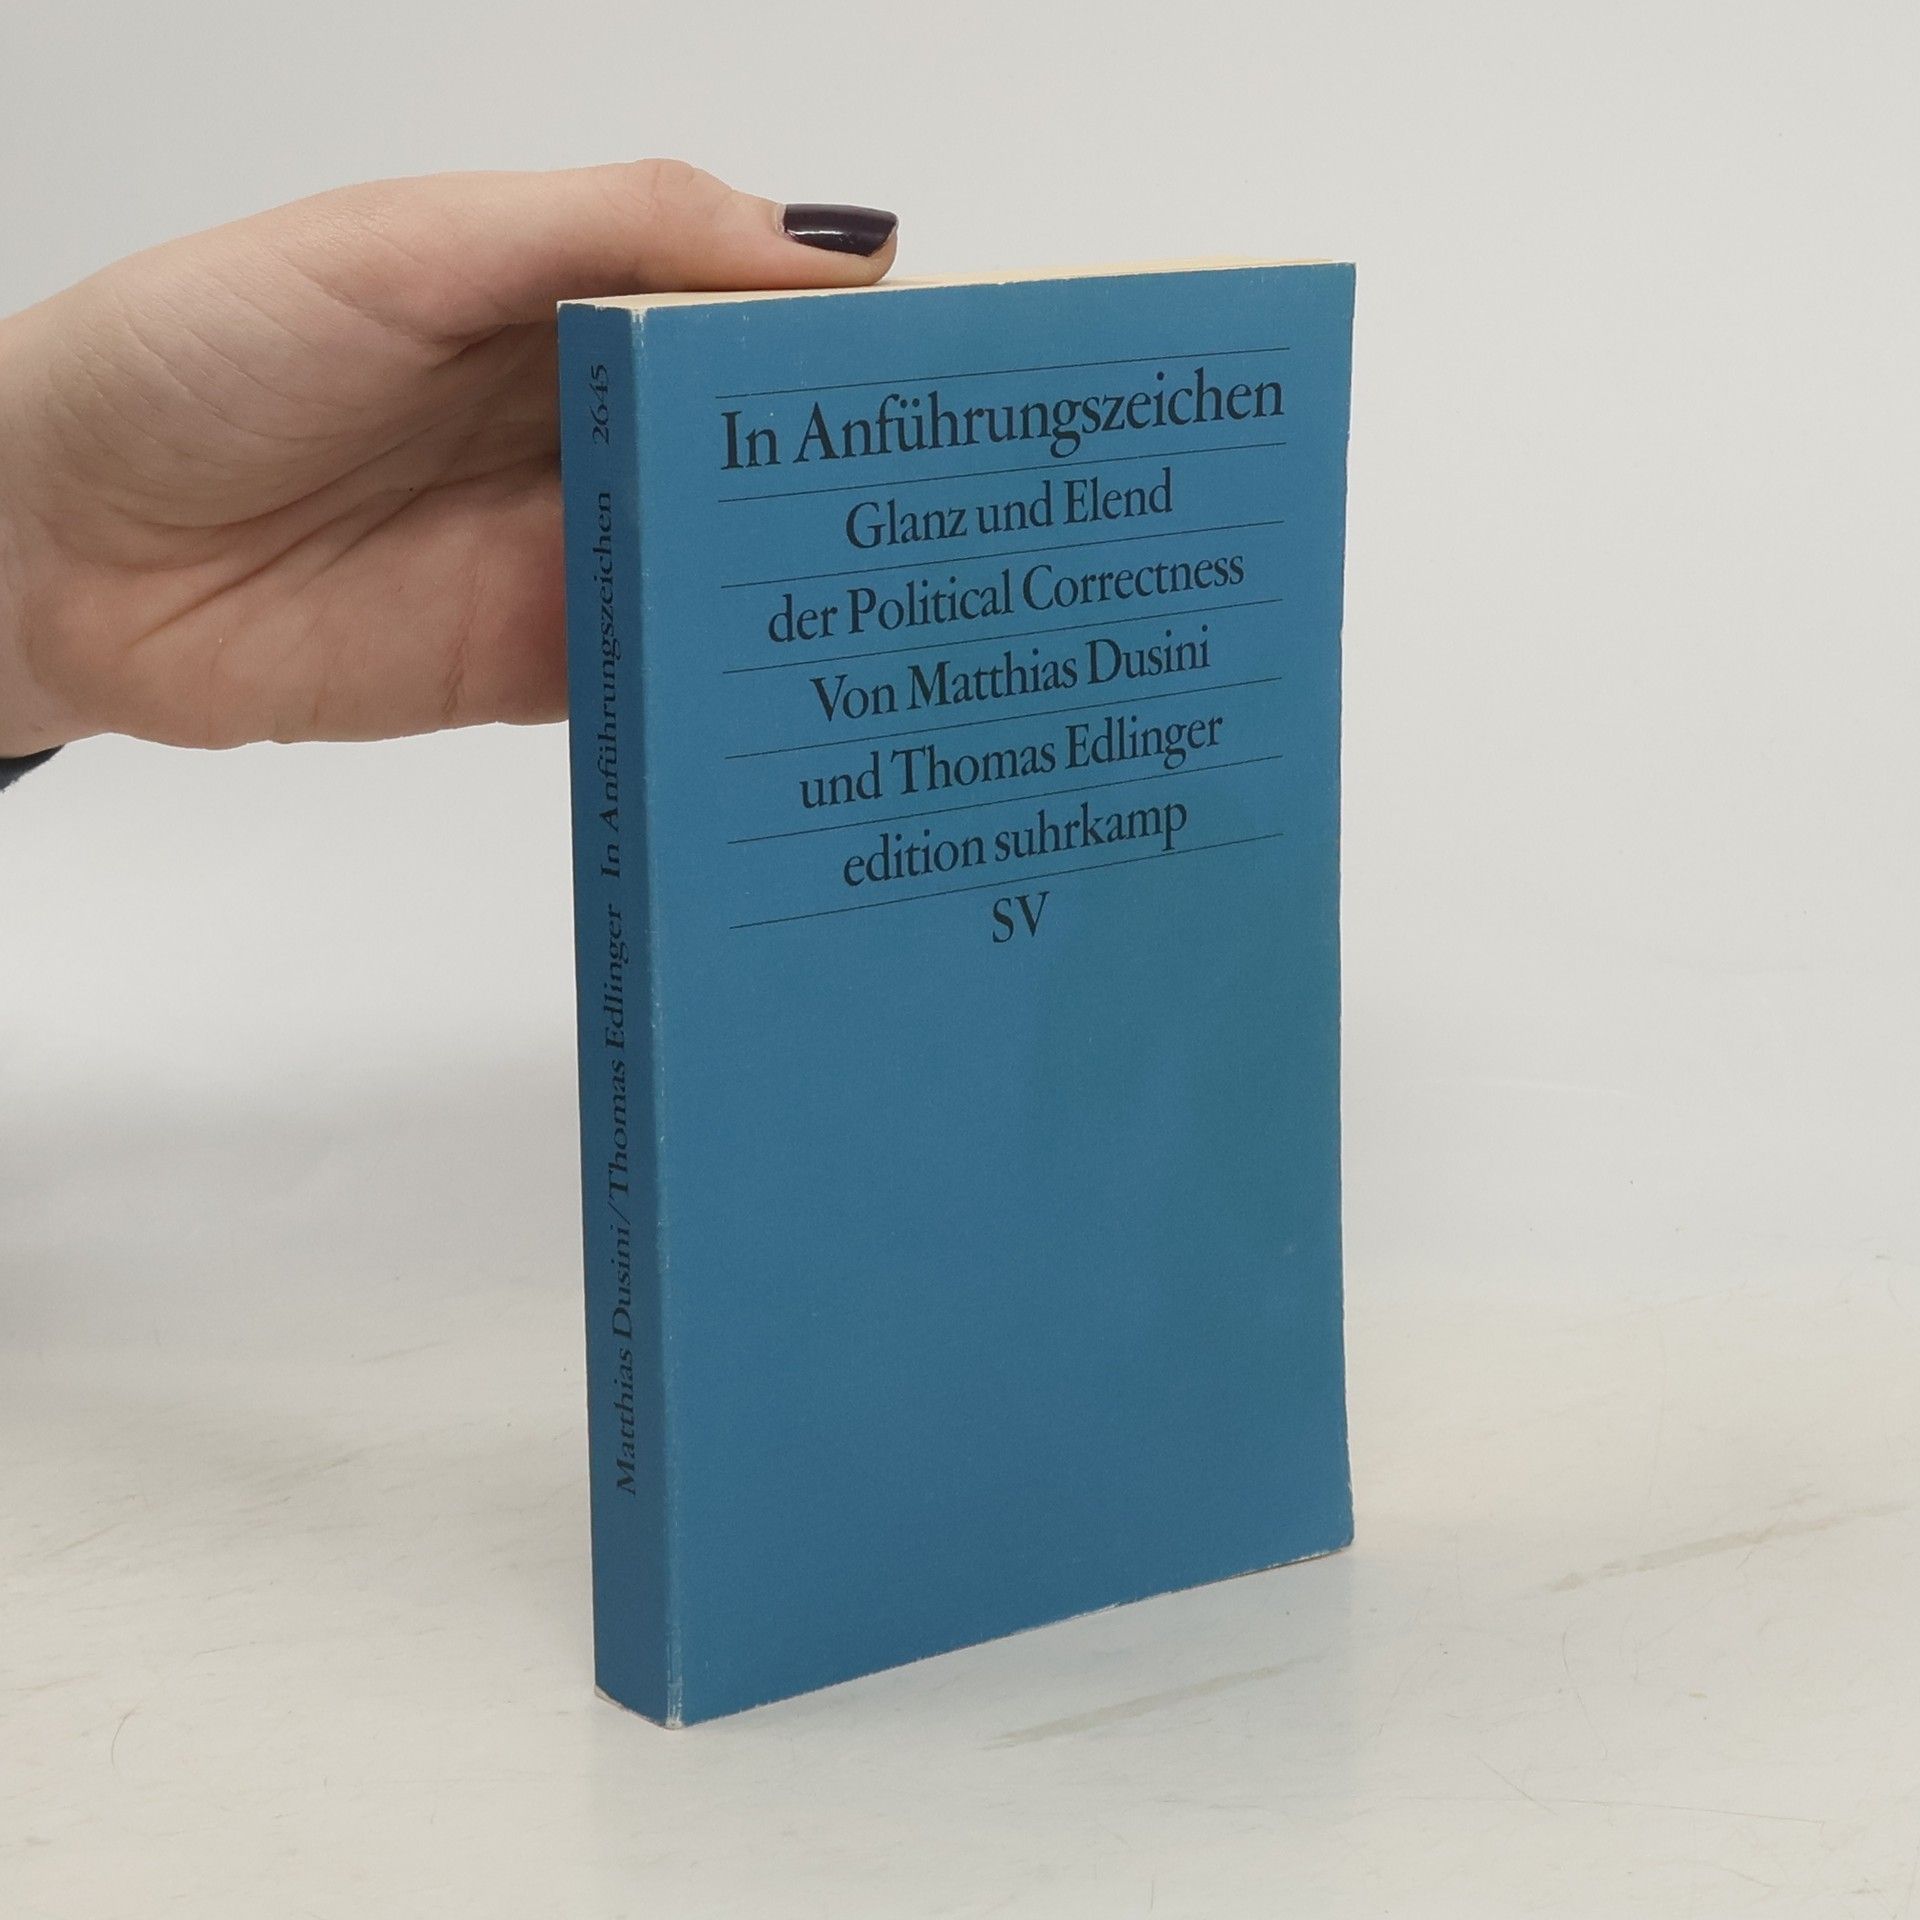 In Anführungszeichen
Glanz und Elend
der Political Correctness
Von Matthias Dusini
und Thomas Edlinger
edition suhrkamp
SV
Matthias Dusini/Thomas Edlinger In Anführungszeichen 2645